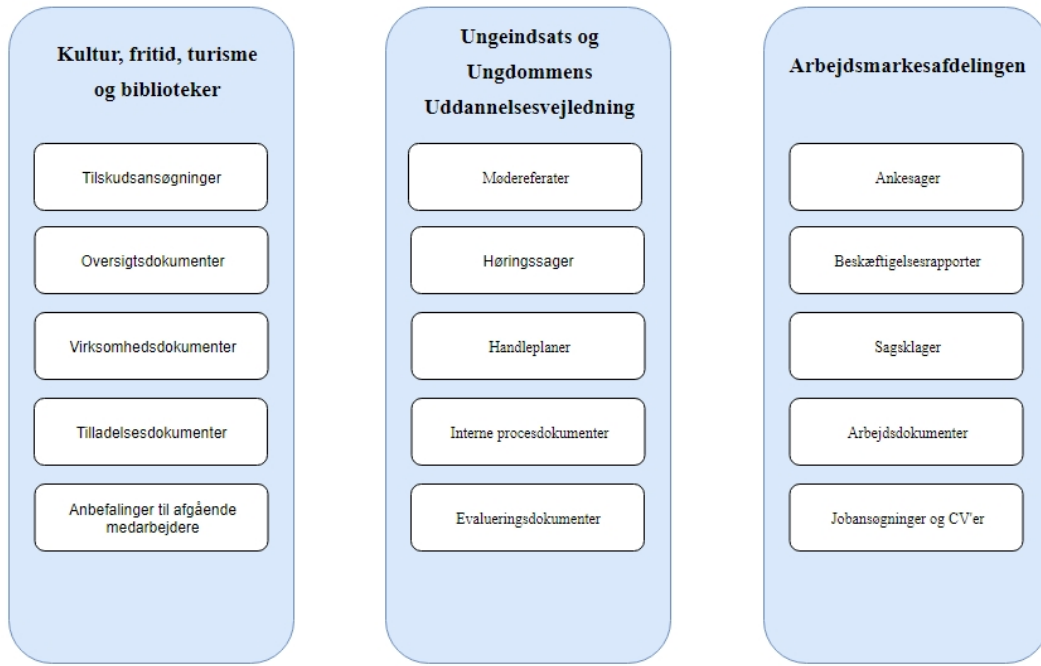 Kultur, fritid, turisme
og biblioteker
Tilskudsansøgninger
Oversigtsdokumenter
Virksomhedsdokumenter
Tilladelsesdokumenter
Anbefalinger til afgående
medarbejdere
Ungeindsats og
Ungdommens
Uddannelsesvejledning
Mødereferater
Høringssager
Handleplaner
Interne procesdokumenter
Evalueringsdokumenter
Arbejdsmarkesafdelingen
Ankesager
Beskæftigelsesrapporter
Sagsklager
Arbejdsdokumenter
Jobansøgninger og CV'er